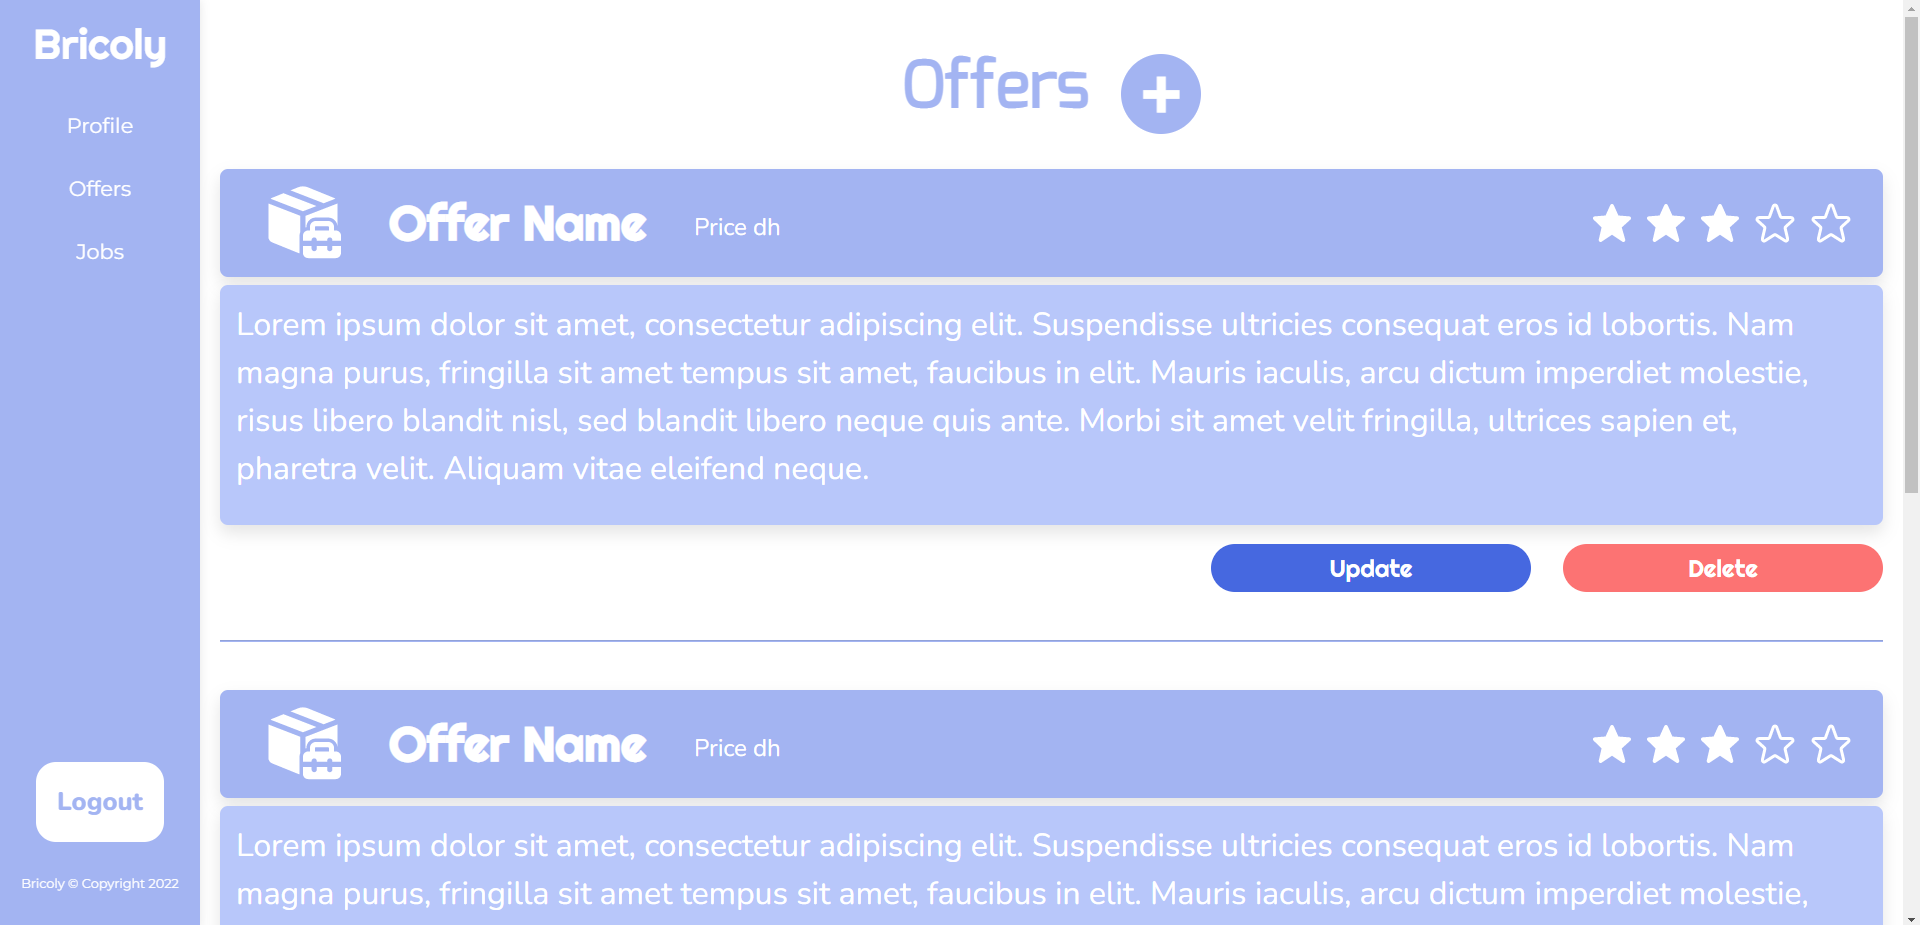 Bricoly
Profile
Offers
Jobs
Logout
Bricoly © Copyright 2022
Offers
Offer Name
Price dh
Lorem ipsum dolor sit amet, consectetur adipiscing elit. Suspendisse ultricies consequat eros id lobortis. Nam
magna purus, fringilla sit amet tempus sit amet, faucibus in elit. Mauris iaculis, arcu dictum imperdiet molestie,
risus libero blandit nisl, sed blandit libero neque quis ante. Morbi sit amet velit fringilla, ultrices sapien et,
pharetra velit. Aliquam vitae eleifend neque.
Update
Delete
Offer Name
Price dh
Lorem ipsum dolor sit amet, consectetur adipiscing elit. Suspendisse ultricies consequat eros id lobortis. Nam
magna purus, fringilla sit amet tempus sit amet, faucibus in elit. Mauris iaculis, arcu dictum imperdiet molestie,